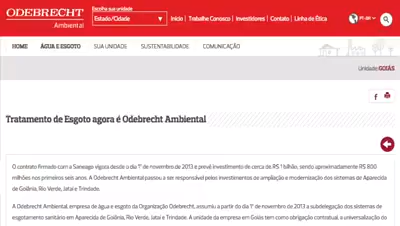 ODEBRECHT
Ambiental
Escolha sua unidade
Estado/Cidade
Início | Trabalhe Conosco | Investidores | Contato | Linha de Ética
PT-BR
HOME ÁGUA E ESGOTO SUA UNIDADE SUSTENTABILIDADE COMUNICAÇÃO
Unidade GOIÁS
Tratamento de Esgoto agora é Odebrecht Ambiental
O contrato firmado com a Saneago vigora desde o dia 1º de novembro de 2013 e prevê investimento de cerca de R$ 1 bilhão, sendo aproximadamente R$ 800
milhões nos primeiros seis anos. A Odebrecht Ambiental passou a ser responsável pelos investimentos de ampliação e modernização dos sistemas de Aparecida
de Goiânia, Rio Verde, Jataí e Trindade.
A Odebrecht Ambiental, empresa de água e esgoto da Organização Odebrecht, assumiu a partir do dia 1º de novembro de 2013 a subdelegação dos sistemas de
esgotamento sanitário em Aparecida de Goiânia, Rio Verde, Jataí e Trindade. A unidade da empresa em Goiás tem como obrigação contratual, a universalização do